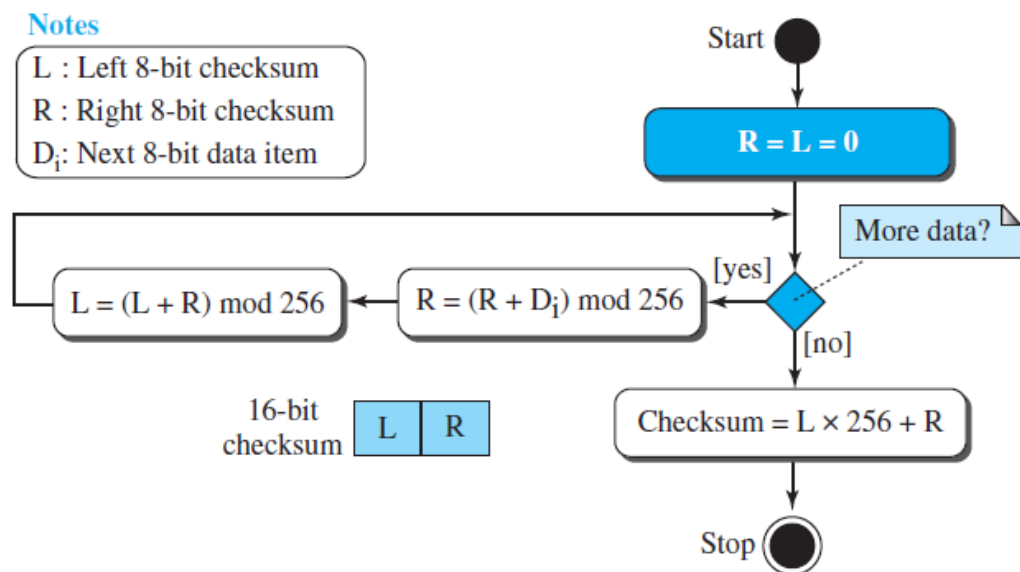 Notes
L : Left 8-bit checksum
R : Right 8-bit checksum
Di: Next 8-bit data item
Start
R = L = 0
More data?
[yes]
L = (L + R) mod 256
R = (R + Di) mod 256
[no]
16-bit
checksum
L
R
Checksum = L × 256 + R
Stop